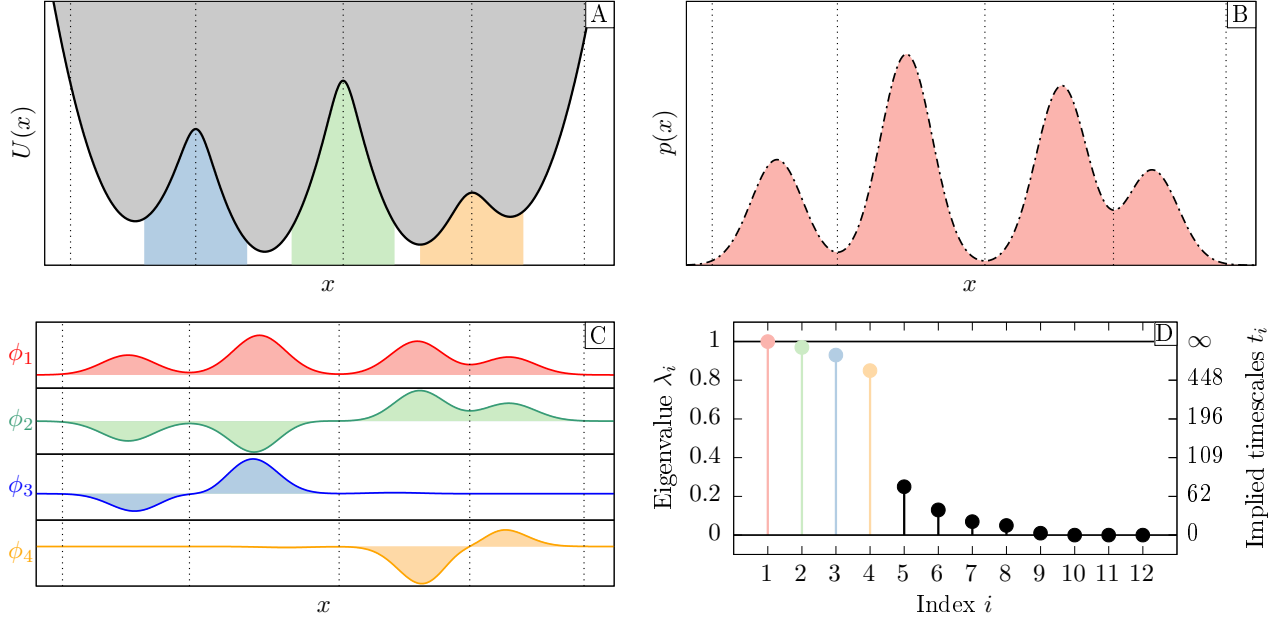 A
U(x)
x
B
p(x)
x
C
ϕ1
ϕ2
ϕ3
ϕ4
x
D
Eigenvalue λi
1
0.8
0.6
0.4
0.2
0
∞
448
196
109
62
0
Implied timescales ti
1 2 3 4 5 6 7 8 9 10 11 12
Index i